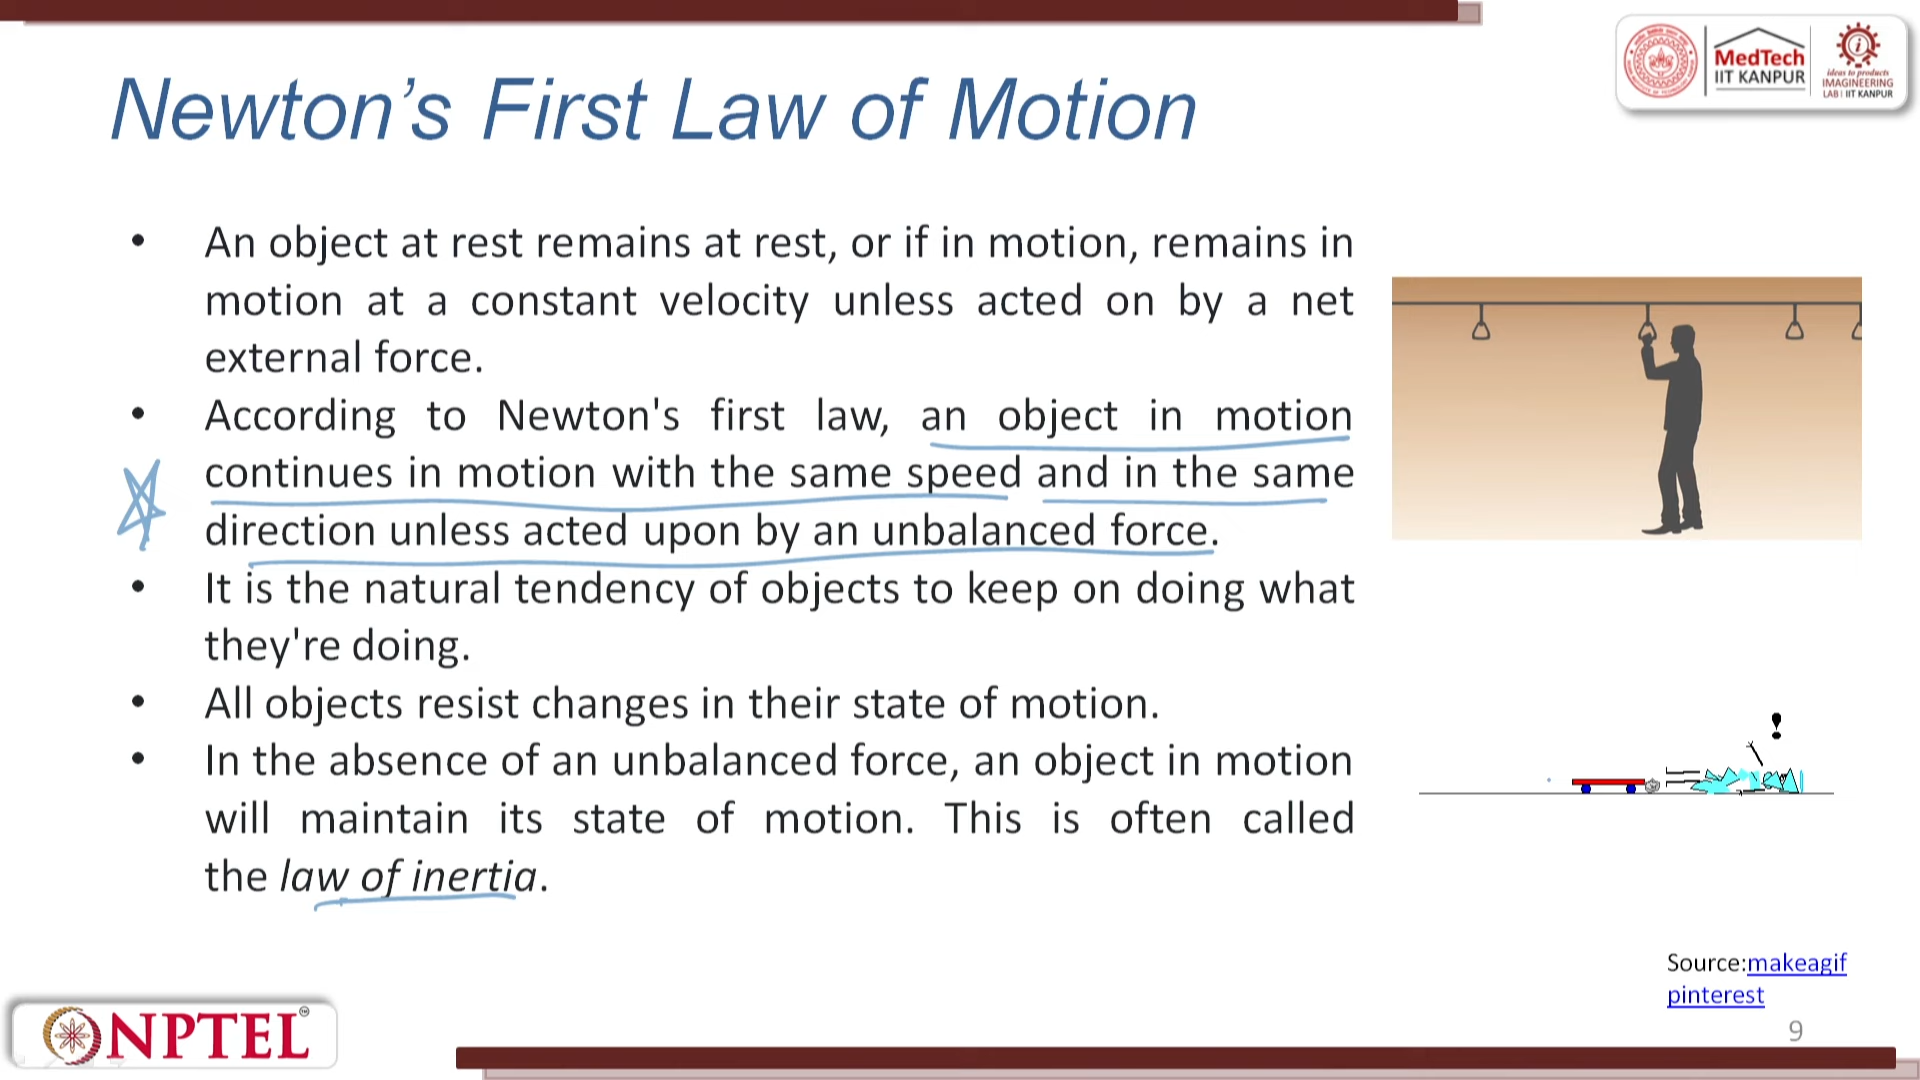 MedTech
IIT KANPUR
ideas to products
IMAGINEERING
LAB | IIT KANPUR
Newton’s First Law of Motion
• An object at rest remains at rest, or if in motion, remains in
motion at a constant velocity unless acted on by a net
external force.
• According to Newton's first law, an object in motion
continues in motion with the same speed and in the same
direction unless acted upon by an unbalanced force.
• It is the natural tendency of objects to keep on doing what
they're doing.
• All objects resist changes in their state of motion.
• In the absence of an unbalanced force, an object in motion
will maintain its state of motion. This is often called
the law of inertia.
!
Source:makeagif
pinterest
9
NPTEL™